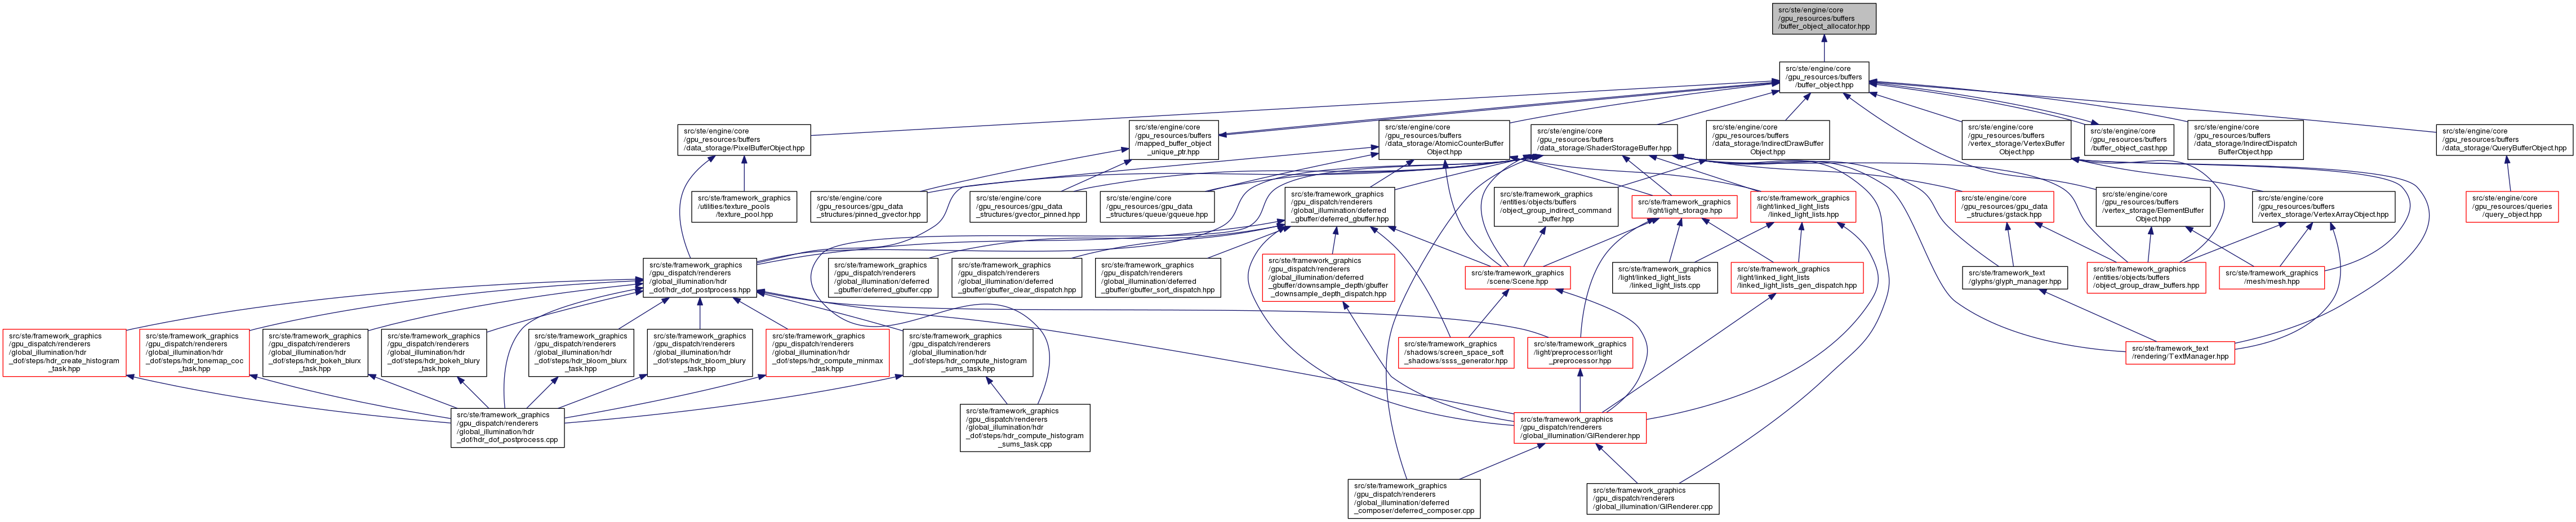 src/ste/engine/core
/gpu_resources/buffers
/buffer_object_allocator.hpp
src/ste/engine/core
/gpu_resources/buffers
/buffer_object.hpp
src/ste/engine/core
/gpu_resources/buffers
/data_storage/PixelBufferObject.hpp
src/ste/engine/core
/gpu_resources/buffers
/mapped_buffer_object
_unique_ptr.hpp
src/ste/engine/core
/gpu_resources/buffers
/data_storage/AtomicCounterBuffer
Object.hpp
src/ste/engine/core
/gpu_resources/buffers
/data_storage/ShaderStorageBuffer.hpp
src/ste/engine/core
/gpu_resources/buffers
/data_storage/IndirectDrawBuffer
Object.hpp
src/ste/engine/core
/gpu_resources/buffers
/vertex_storage/VertexBuffer
Object.hpp
src/ste/engine/core
/gpu_resources/buffers
/buffer_object_cast.hpp
src/ste/engine/core
/gpu_resources/buffers
/data_storage/IndirectDispatch
BufferObject.hpp
src/ste/engine/core
/gpu_resources/buffers
/data_storage/QueryBufferObject.hpp
src/ste/framework_graphics
/utilities/texture_pools
/texture_pool.hpp
src/ste/engine/core
/gpu_resources/gpu_data
_structures/pinned_gvector.hpp
src/ste/engine/core
/gpu_resources/gpu_data
_structures/gvector_pinned.hpp
src/ste/engine/core
/gpu_resources/gpu_data
_structures/queue/gqueue.hpp
src/ste/framework_graphics
/gpu_dispatch/renderers
/global_illumination/deferred
_gbuffer/deferred_gbuffer.hpp
src/ste/framework_graphics
/entities/objects/buffers
/object_group_indirect_command
_buffer.hpp
src/ste/framework_graphics
/light/light_storage.hpp
src/ste/framework_graphics
/light/linked_light_lists
/linked_light_lists.hpp
src/ste/engine/core
/gpu_resources/gpu_data
_structures/gstack.hpp
src/ste/engine/core
/gpu_resources/buffers
/vertex_storage/ElementBuffer
Object.hpp
src/ste/engine/core
/gpu_resources/buffers
/vertex_storage/VertexArrayObject.hpp
src/ste/engine/core
/gpu_resources/queries
/query_object.hpp
src/ste/framework_graphics
/gpu_dispatch/renderers
/global_illumination/hdr
_dof/hdr_dof_postprocess.hpp
src/ste/framework_graphics
/gpu_dispatch/renderers
/global_illumination/deferred
_gbuffer/deferred_gbuffer.cpp
src/ste/framework_graphics
/gpu_dispatch/renderers
/global_illumination/deferred
_gbuffer/gbuffer_clear_dispatch.hpp
src/ste/framework_graphics
/gpu_dispatch/renderers
/global_illumination/deferred
_gbuffer/gbuffer_sort_dispatch.hpp
src/ste/framework_graphics
/gpu_dispatch/renderers
/global_illumination/deferred
_gbuffer/downsample_depth/gbuffer
_downsample_depth_dispatch.hpp
src/ste/framework_graphics
/scene/Scene.hpp
src/ste/framework_graphics
/light/linked_light_lists
/linked_light_lists.cpp
src/ste/framework_graphics
/light/linked_light_lists
/linked_light_lists_gen_dispatch.hpp
src/ste/framework_text
/glyphs/glyph_manager.hpp
src/ste/framework_graphics
/entities/objects/buffers
/object_group_draw_buffers.hpp
src/ste/framework_graphics
/mesh/mesh.hpp
src/ste/framework_graphics
/gpu_dispatch/renderers
/global_illumination/hdr
_dof/steps/hdr_create_histogram
_task.hpp
src/ste/framework_graphics
/gpu_dispatch/renderers
/global_illumination/hdr
_dof/steps/hdr_tonemap_coc
_task.hpp
src/ste/framework_graphics
/gpu_dispatch/renderers
/global_illumination/hdr
_dof/steps/hdr_bokeh_blurx
_task.hpp
src/ste/framework_graphics
/gpu_dispatch/renderers
/global_illumination/hdr
_dof/steps/hdr_bokeh_blury
_task.hpp
src/ste/framework_graphics
/gpu_dispatch/renderers
/global_illumination/hdr
_dof/steps/hdr_bloom_blurx
_task.hpp
src/ste/framework_graphics
/gpu_dispatch/renderers
/global_illumination/hdr
_dof/steps/hdr_bloom_blury
_task.hpp
src/ste/framework_graphics
/gpu_dispatch/renderers
/global_illumination/hdr
_dof/steps/hdr_compute_minmax
_task.hpp
src/ste/framework_graphics
/gpu_dispatch/renderers
/global_illumination/hdr
_dof/steps/hdr_compute_histogram
_sums_task.hpp
src/ste/framework_graphics
/shadows/screen_space_soft
_shadows/ssss_generator.hpp
src/ste/framework_graphics
/light/preprocessor/light
_preprocessor.hpp
src/ste/framework_text
/rendering/TextManager.hpp
src/ste/framework_graphics
/gpu_dispatch/renderers
/global_illumination/hdr
_dof/hdr_dof_postprocess.cpp
src/ste/framework_graphics
/gpu_dispatch/renderers
/global_illumination/hdr
_dof/steps/hdr_compute_histogram
_sums_task.cpp
src/ste/framework_graphics
/gpu_dispatch/renderers
/global_illumination/GIRenderer.hpp
src/ste/framework_graphics
/gpu_dispatch/renderers
/global_illumination/deferred
_composer/deferred_composer.cpp
src/ste/framework_graphics
/gpu_dispatch/renderers
/global_illumination/GIRenderer.cpp